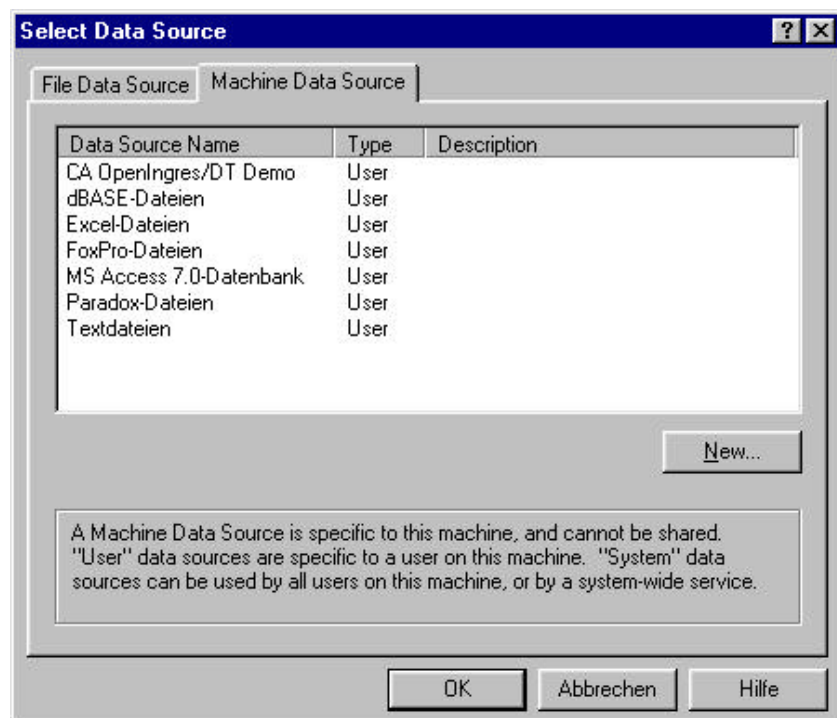 Select Data Source
File Data Source Machine Data Source
Data Source Name Type Description
CA OpenIngres/DT Demo User
dBASE-Dateien User
Excel-Dateien User
FoxPro-Dateien User
MS Access 7.0-Datenbank User
Paradox-Dateien User
Textdateien User
New...
A Machine Data Source is specific to this machine, and cannot be shared.
"User" data sources are specific to a user on this machine. "System" data
sources can be used by all users on this machine, or by a system-wide service.
OK Abbrechen Hilfe